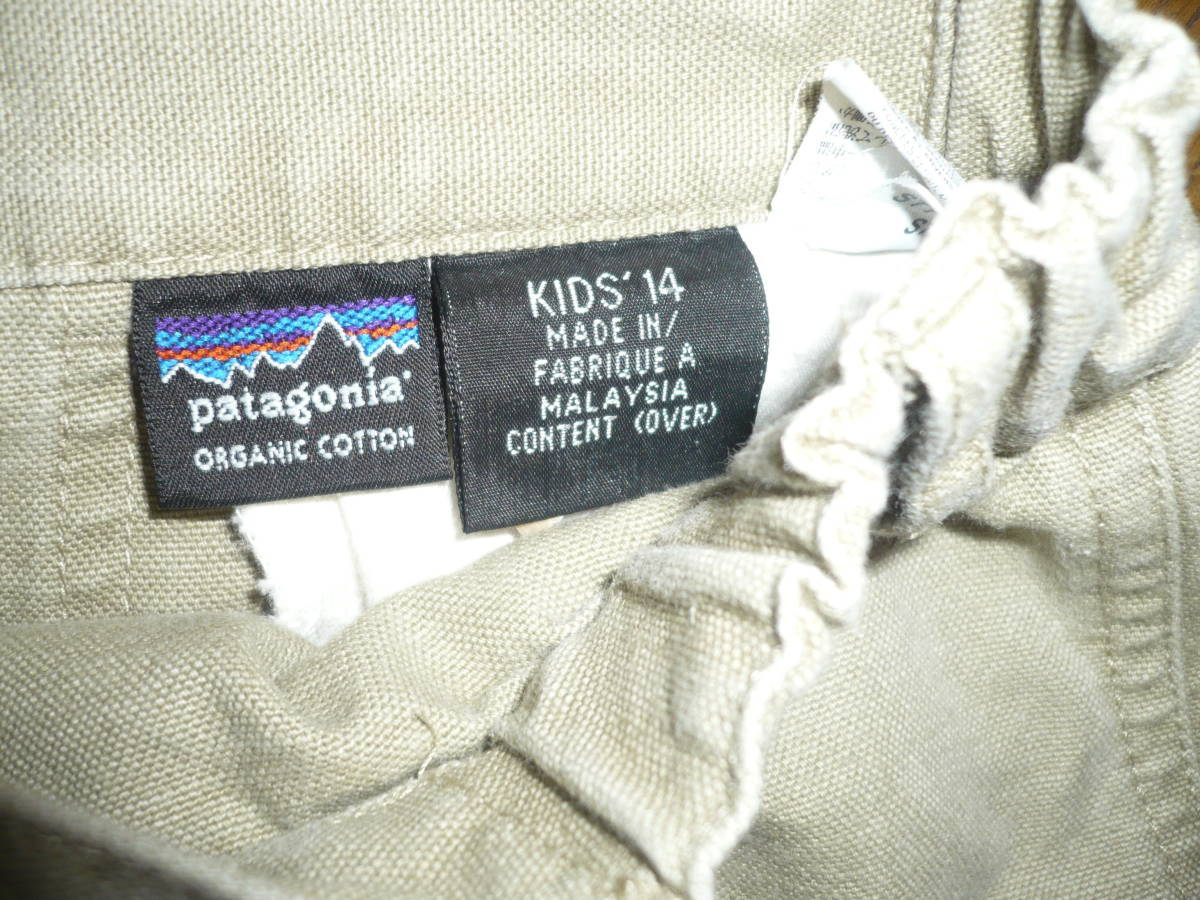 patagonia®
ORGANIC COTTON
KIDS' 14
MADE IN/
FABRIQUE A
MALAYSIA
CONTENT (OVER)